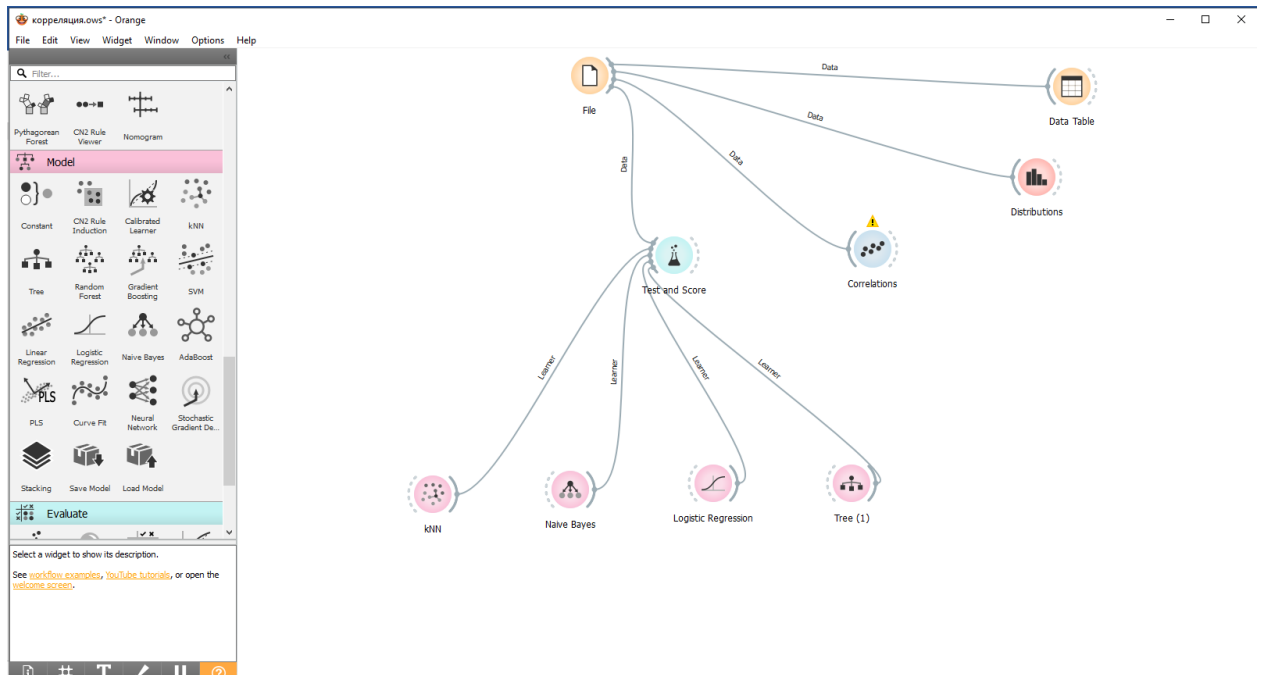 корреляция.ows* - Orange
File Edit View Widget Window Options Help
Filter...
Pythagorean Forest
CN2 Rule Viewer
Nomogram
Model
Constant
CN2 Rule Induction
Calibrated Learner
kNN
Tree
Random Forest
Gradient Boosting
SVM
Linear Regression
Logistic Regression
Naive Bayes
AdaBoost
PLS
PLS
Curve Fit
Neural Network
Stochastic Gradient De...
Stacking
Save Model
Load Model
Evaluate
Select a widget to show its description.
See workflow examples, YouTube tutorials, or open the
welcome screen.
File
Data
Data Table
Data
Distributions
Data
Correlations
Data
Test and Score
Learner
Learner
Learner
Learner
kNN
Naive Bayes
Logistic Regression
Tree (1)